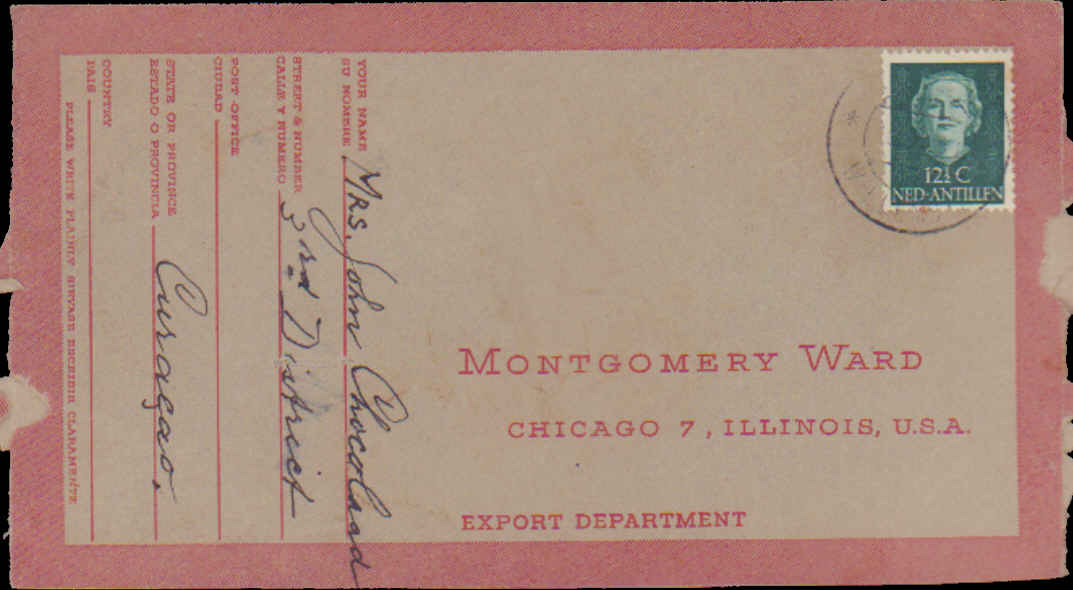 YOUR NAME
SU NOMBRE Mrs. John Chocolaad
STREET & NUMBER
CALLE Y NUMERO 3rd District
POST OFFICE
CIUDAD
STATE OR PROVINCE
ESTADO O PROVINCIA Curaçao.
COUNTRY
PAIS
PLEASE WRITE PLAINLY SIRVASE ESCRIBIR CLARAMENTE
12½ C
NED-ANTILLEN
MONTGOMERY WARD
CHICAGO 7, ILLINOIS, U.S.A.
EXPORT DEPARTMENT